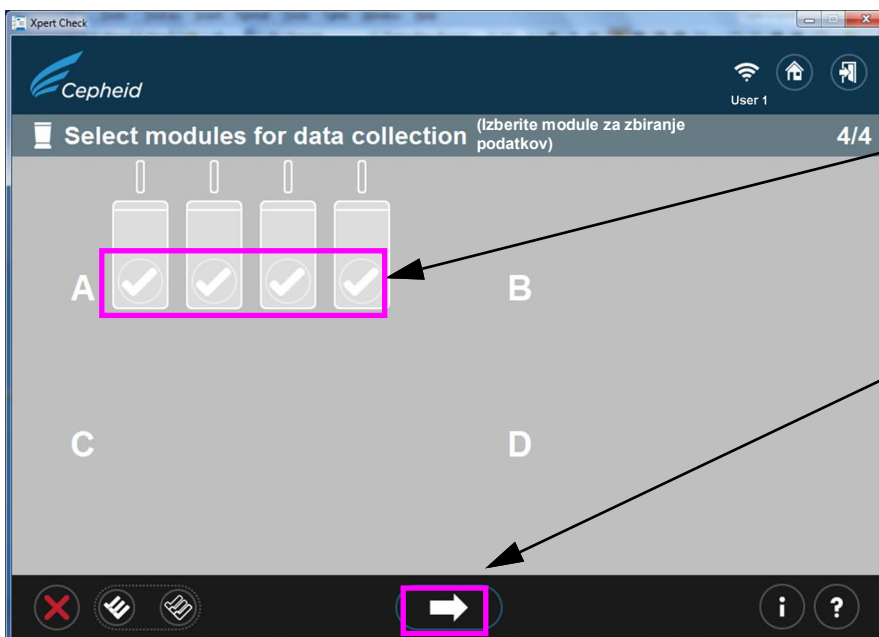 Xpert Check
Cepheid
User 1
Select modules for data collection (Izberite module za zbiranje
podatkov)
4/4
A
B
C
D
i
?